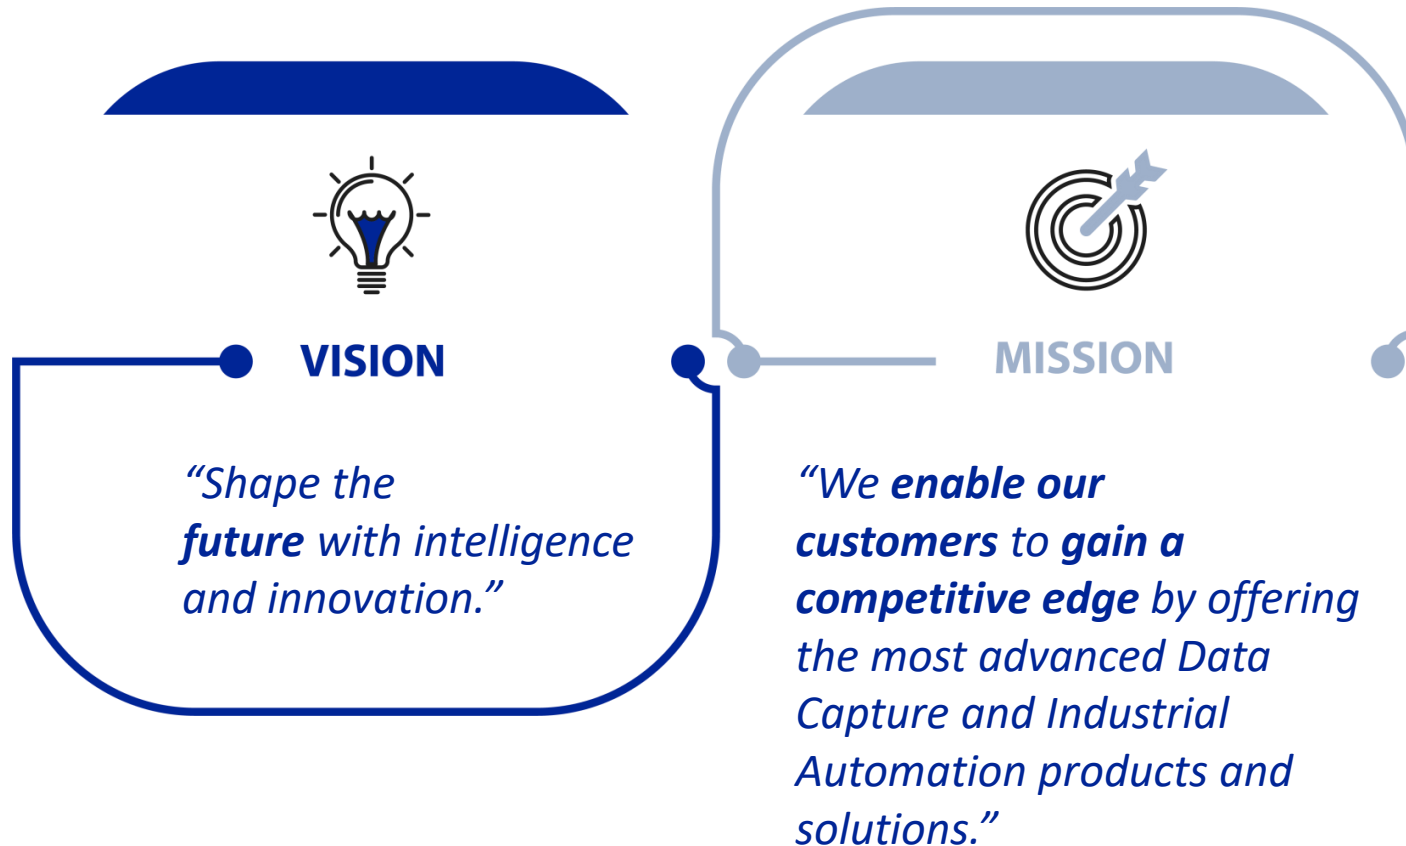 VISION
“Shape the
future with intelligence
and innovation.”
MISSION
“We enable our
customers to gain a
competitive edge by offering
the most advanced Data
Capture and Industrial
Automation products and
solutions.”